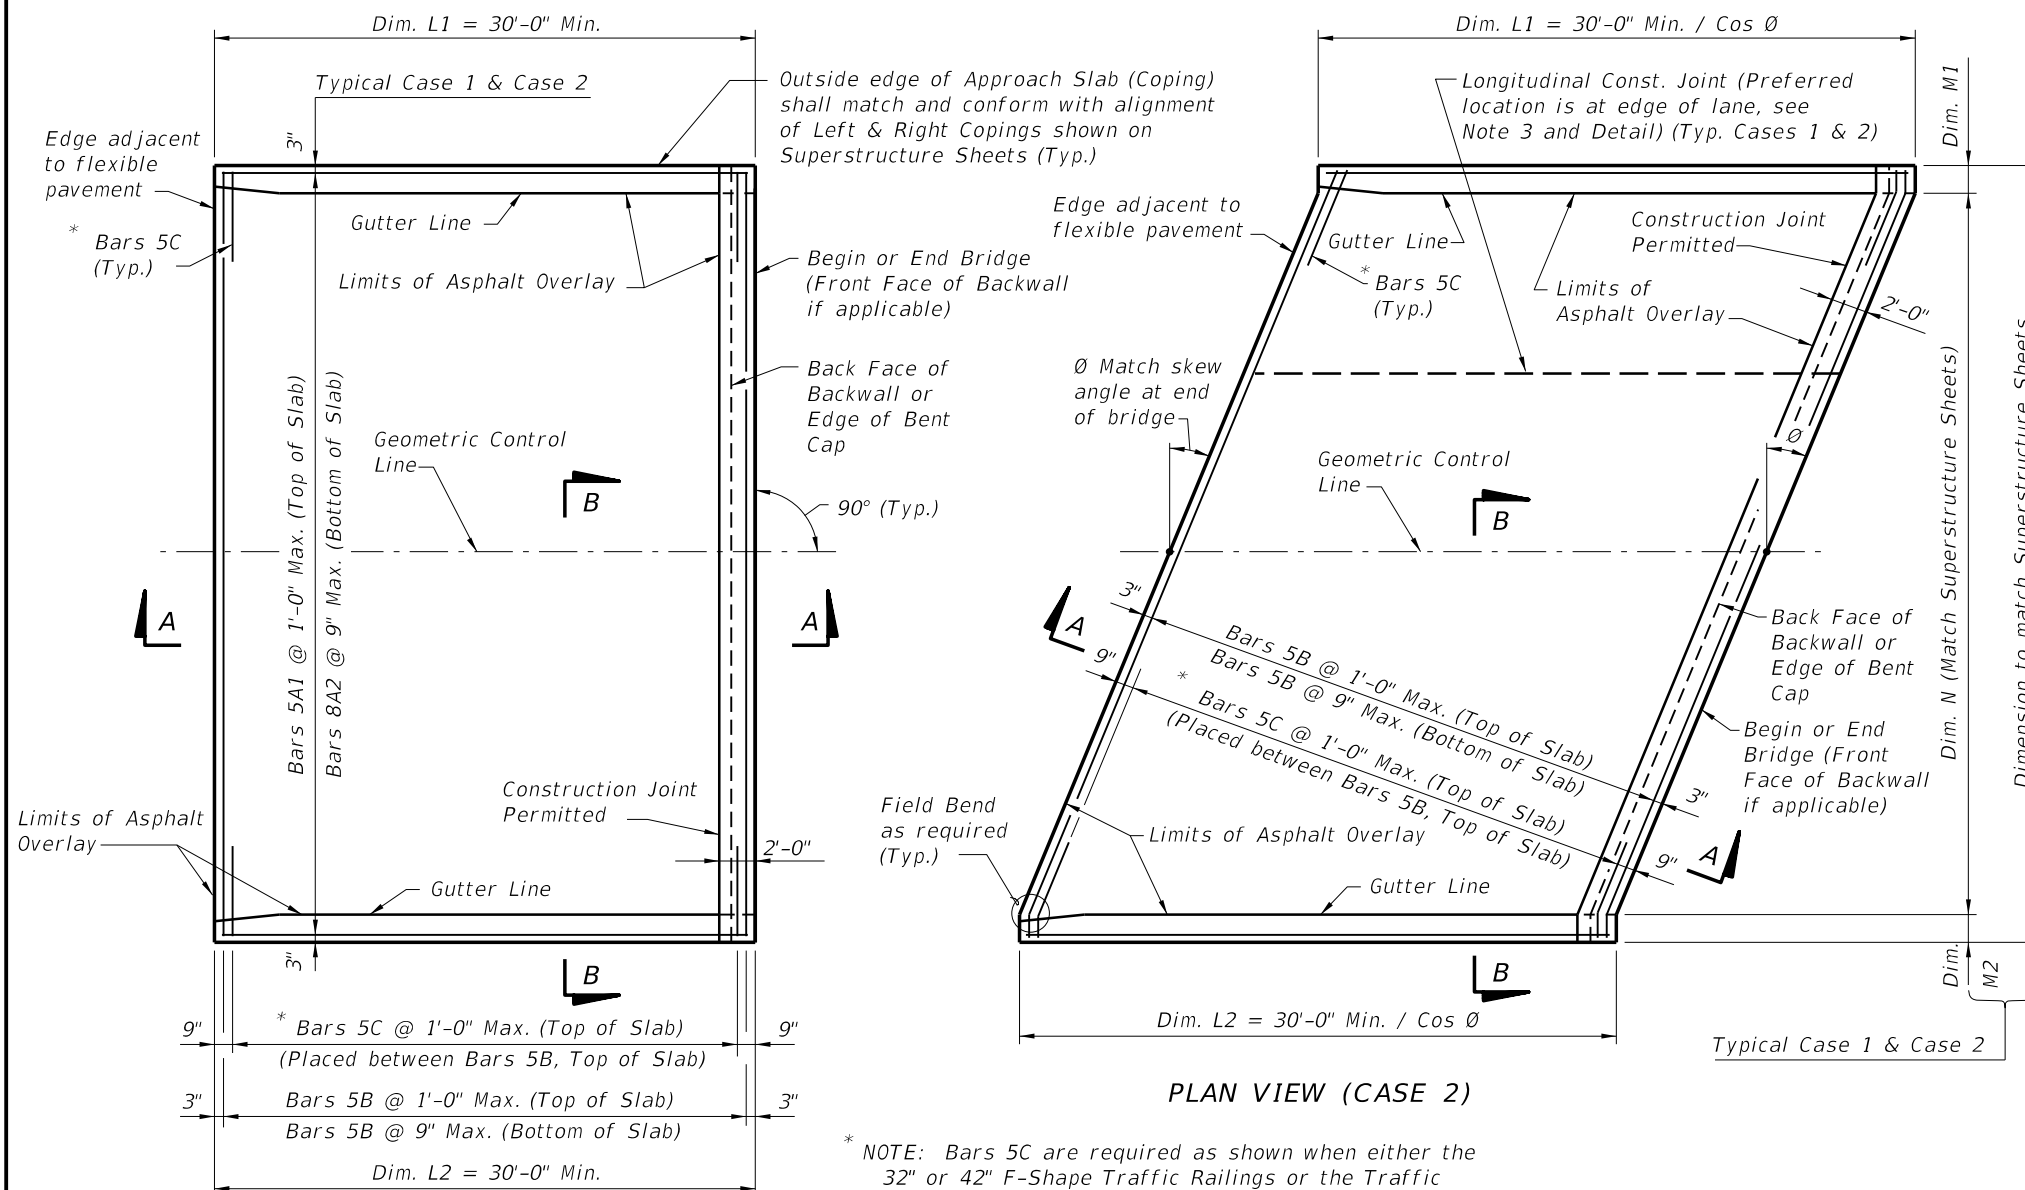 Dim. L1 = 30'-0" Min.
Typical Case 1 & Case 2
3"
Edge adjacent
to flexible
pavement
* Bars 5C
(Typ.)
Outside edge of Approach Slab (Coping)
shall match and conform with alignment
of Left & Right Copings shown on
Superstructure Sheets (Typ.)
Gutter Line
Limits of Asphalt Overlay
Begin or End Bridge
(Front Face of Backwall
if applicable)
Back Face of
Backwall or
Edge of Bent
Cap
Bars 5A1 @ 1'-0" Max. (Top of Slab)
Bars 8A2 @ 9" Max. (Bottom of Slab)
Geometric Control
Line
B
90° (Typ.)
A
A
Construction Joint
Permitted
Limits of Asphalt
Overlay
2'-0"
Gutter Line
3"
B
9"
* Bars 5C @ 1'-0" Max. (Top of Slab)
(Placed between Bars 5B, Top of Slab)
9"
3"
Bars 5B @ 1'-0" Max. (Top of Slab)
Bars 5B @ 9" Max. (Bottom of Slab)
3"
Dim. L2 = 30'-0" Min.
Dim. L1 = 30'-0" Min. / Cos Ø
Longitudinal Const. Joint (Preferred
location is at edge of lane, see
Note 3 and Detail) (Typ. Cases 1 & 2)
Dim. M1
Edge adjacent to
flexible pavement
Gutter Line
* Bars 5C
(Typ.)
Construction Joint
Permitted
Limits of
Asphalt Overlay
2'-0"
Ø Match skew
angle at end
of bridge
Ø
Geometric Control
Line
B
Dim. N (Match Superstructure Sheets)
Dimension to match Superstructure Sheets
A
3"
Bars 5B @ 1'-0" Max. (Top of Slab)
Bars 5B @ 9" Max. (Bottom of Slab)
3"
9"
* Bars 5C @ 1'-0" Max. (Top of Slab)
(Placed between Bars 5B, Top of Slab)
9"
A
Back Face of
Backwall or
Edge of Bent
Cap
Begin or End
Bridge (Front
Face of Backwall
if applicable)
Field Bend
as required
(Typ.)
Limits of Asphalt Overlay
Gutter Line
B
Dim.
M2
Dim. L2 = 30'-0" Min. / Cos Ø
Typical Case 1 & Case 2
PLAN VIEW (CASE 2)
* NOTE: Bars 5C are required as shown when either the
32" or 42" F-Shape Traffic Railings or the Traffic